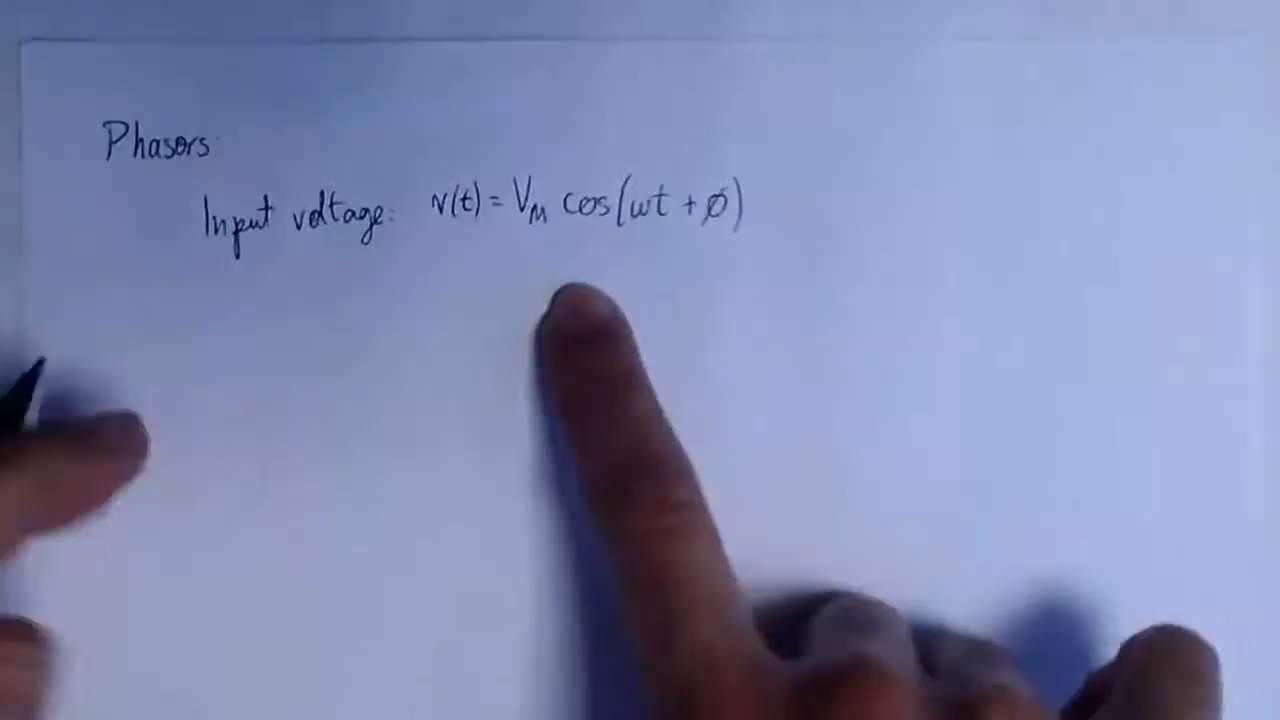 Phasors
Input voltage: v(t) = V_M cos(ωt + ø)